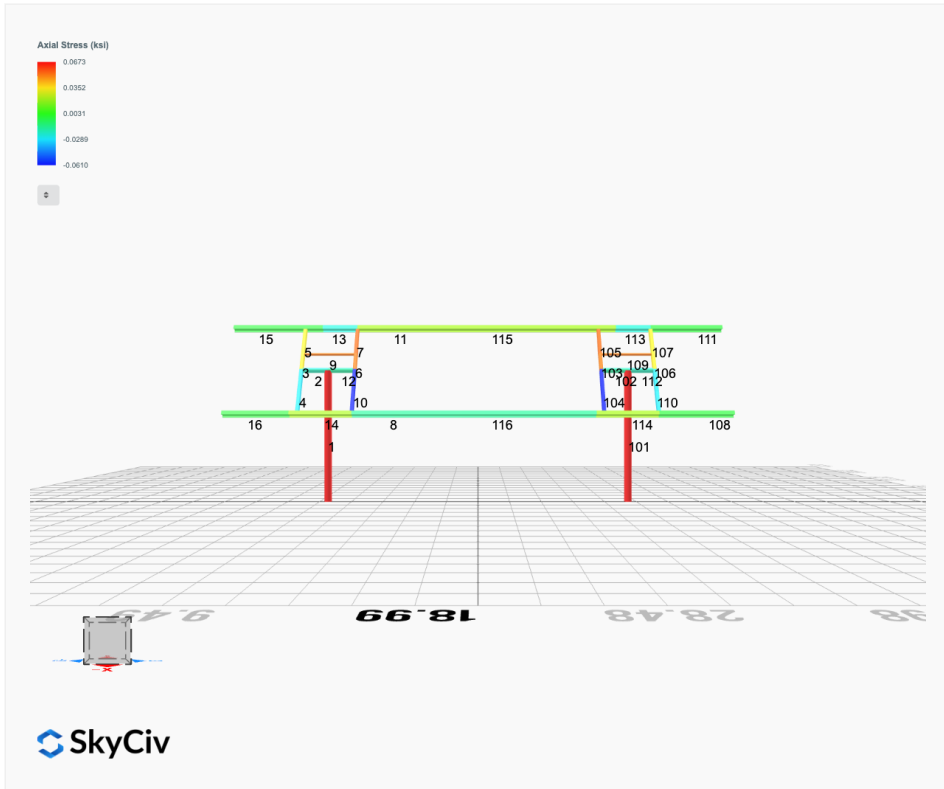 Axial Stress (ksi)
0.0673
0.0352
0.0031
-0.0289
-0.0610
15 13 11 115 113 111
5 7 105 107
9 109
3 6 103 106
2 12 102 112
4 10 104 110
16 14 8 116 114 108
1 101
9.49 18.99 28.48
-X
SkyCiv